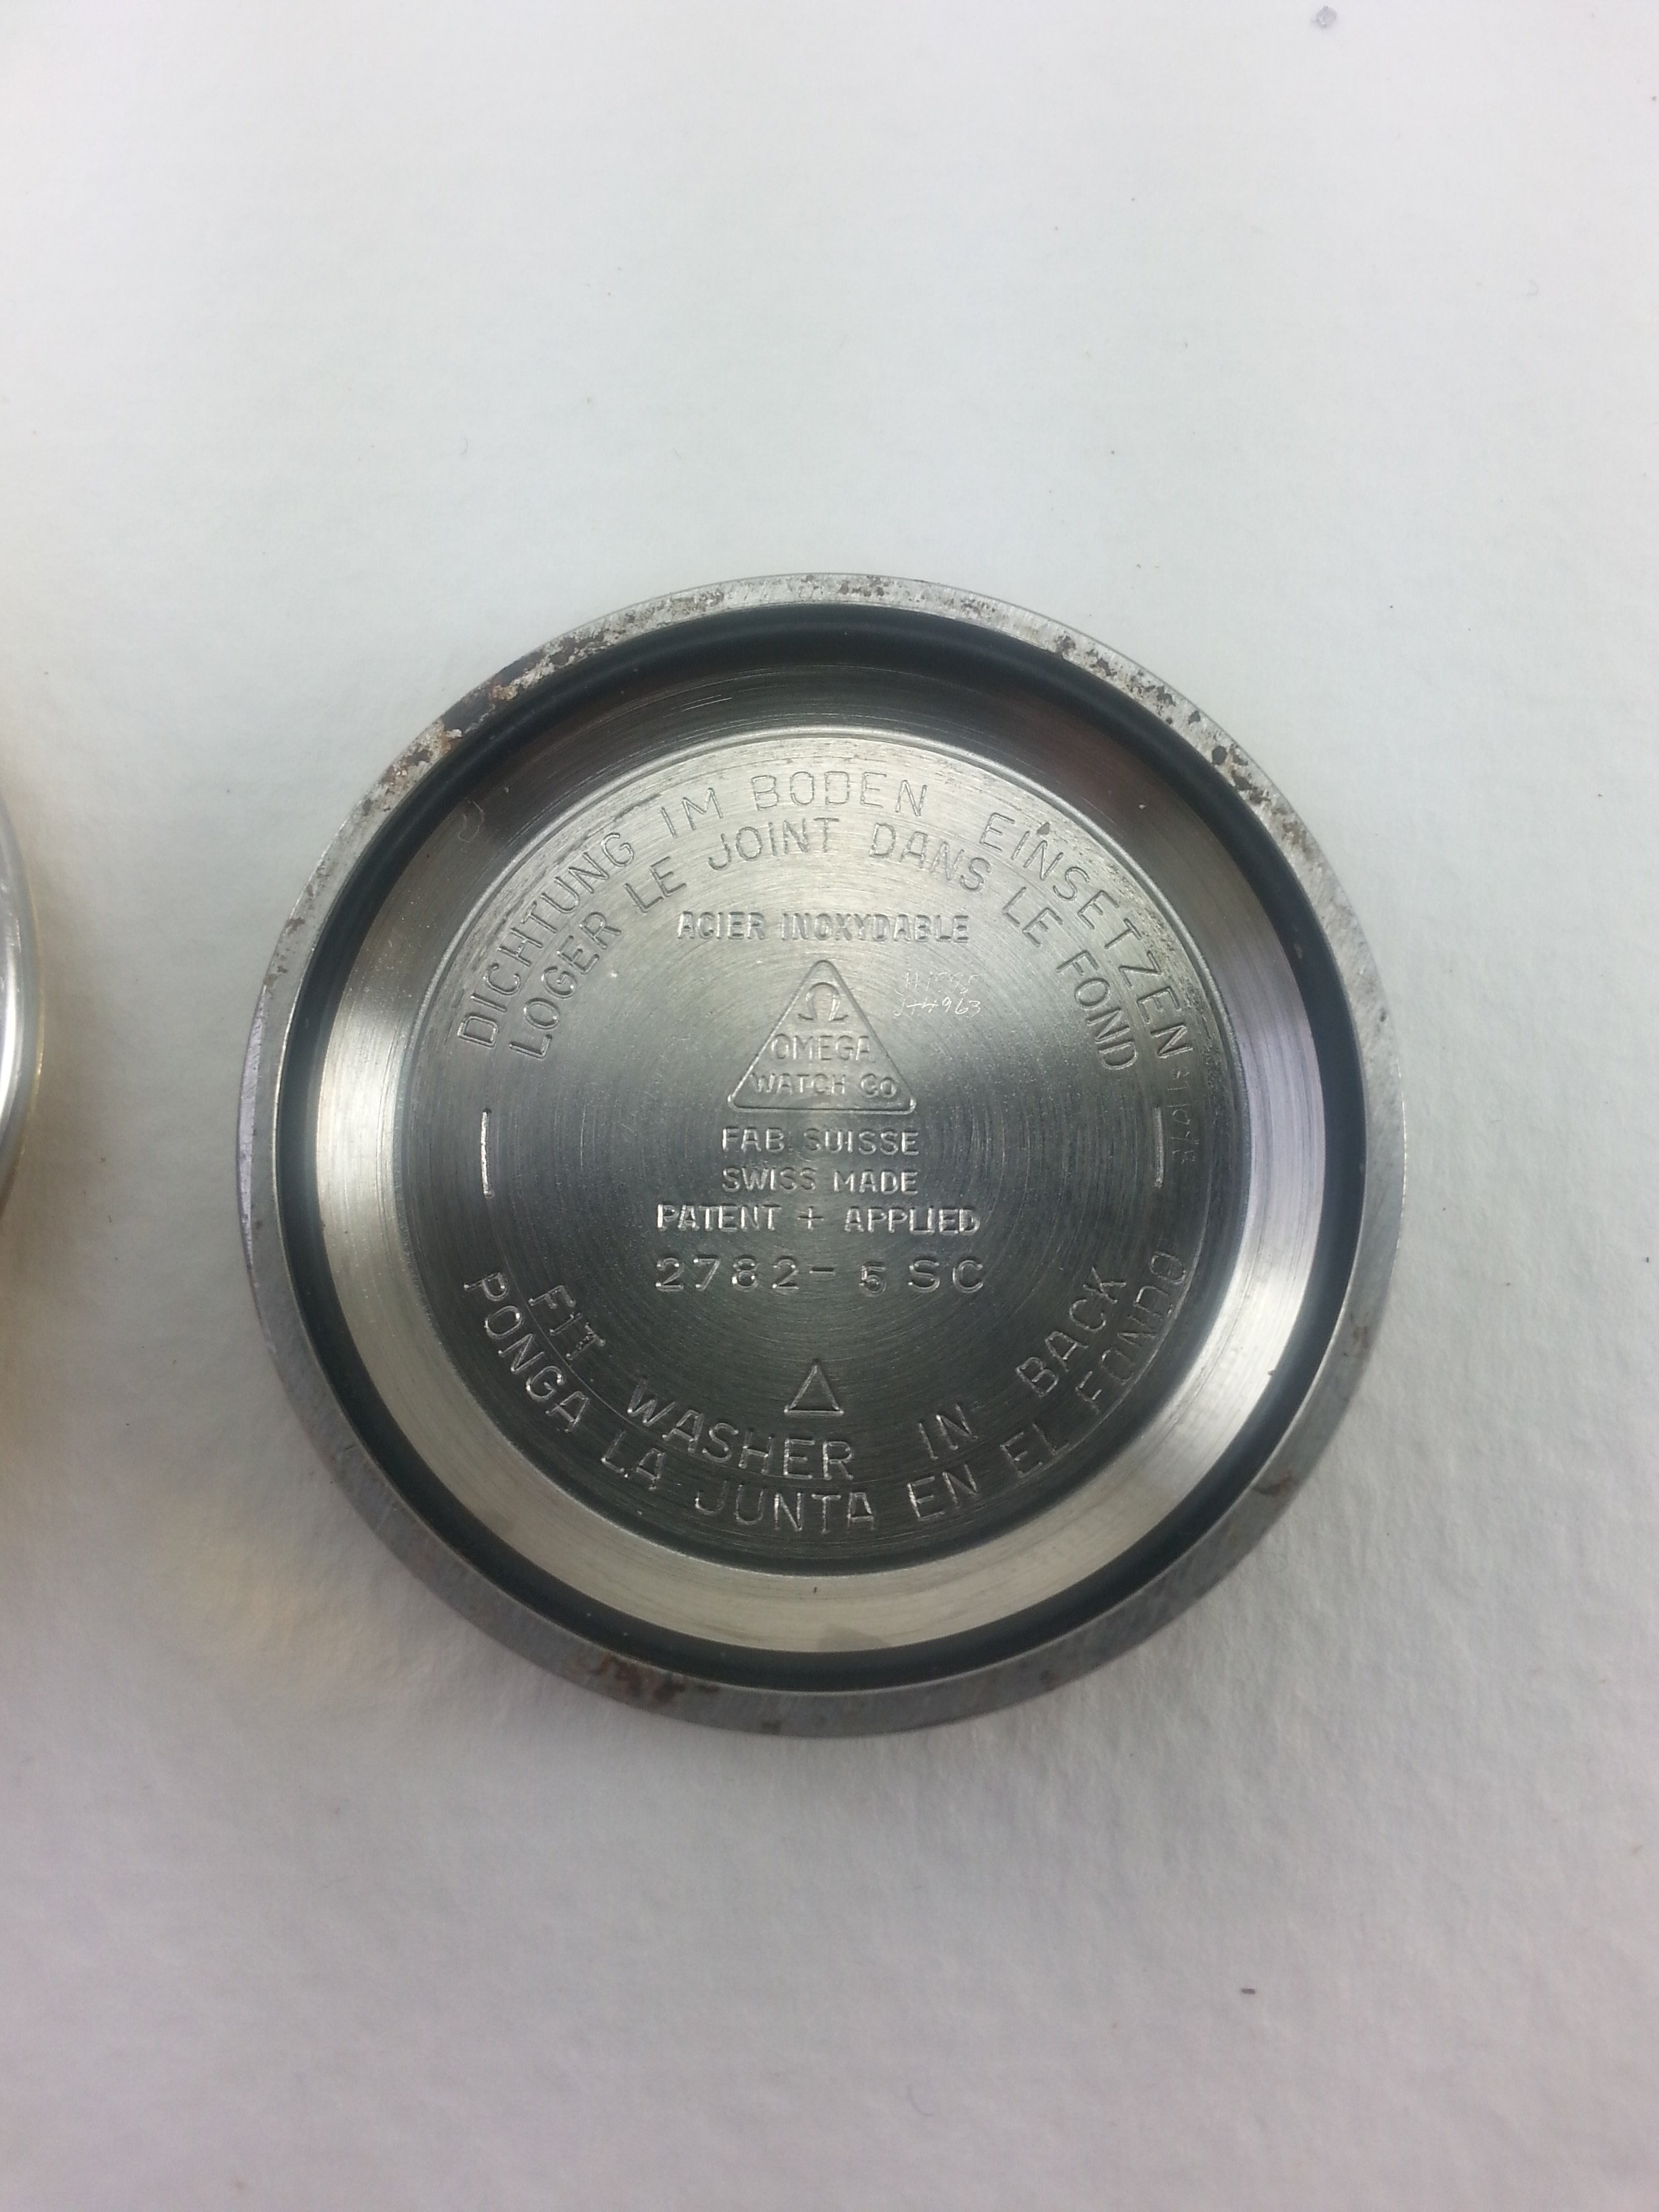 DICHTUNG IM BODEN EINSETZEN
LOGER LE JOINT DANS LE FOND
ACIER INOXYDABLE
Ω
OMEGA
WATCH CO
FAB. SUISSE
SWISS MADE
PATENT + APPLIED
2782-5 SC
FIT WASHER IN BACK
PONGA LA JUNTA EN EL FONDO